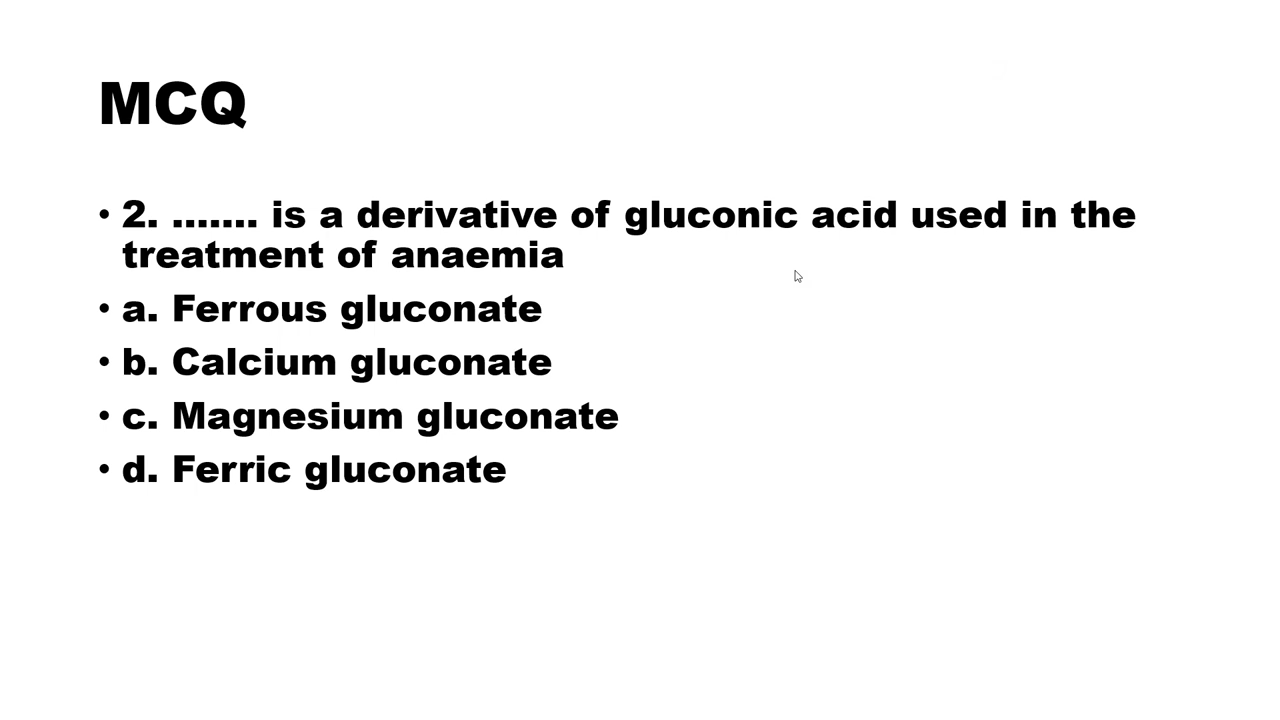 MCQ
• 2. ....... is a derivative of gluconic acid used in the
treatment of anaemia
• a. Ferrous gluconate
• b. Calcium gluconate
• c. Magnesium gluconate
• d. Ferric gluconate